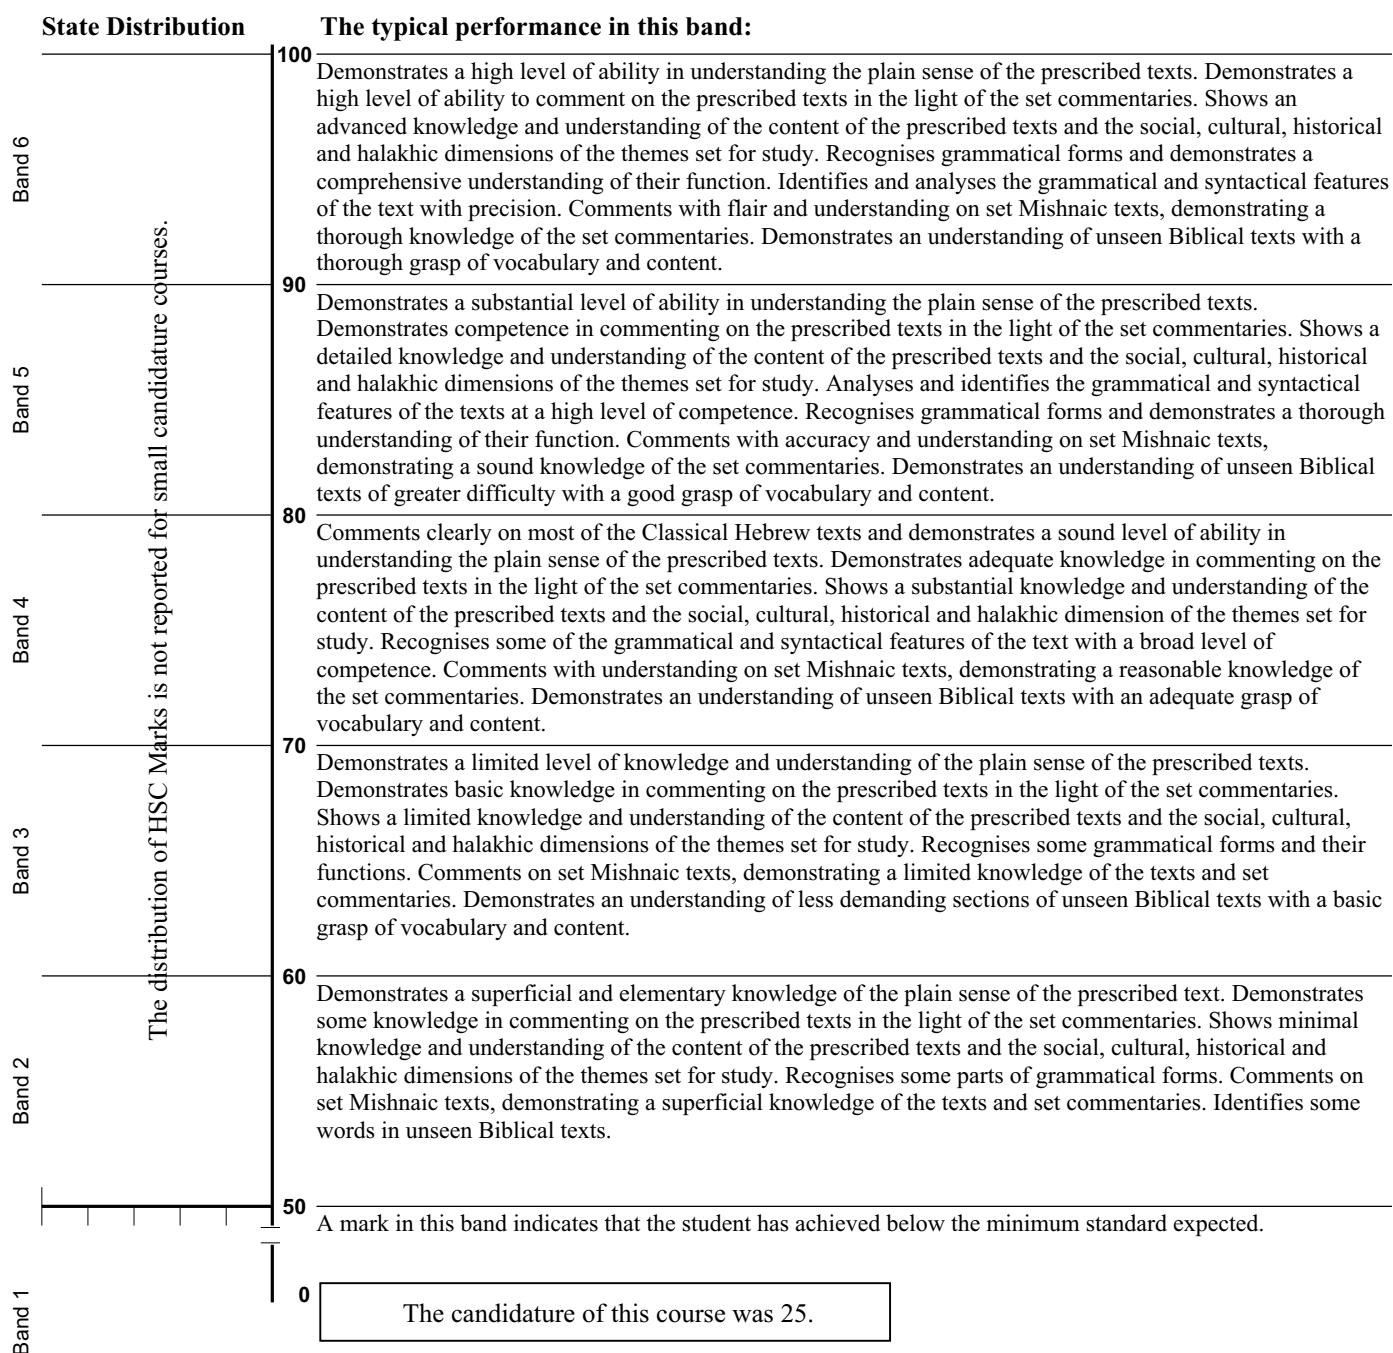 State Distribution
The typical performance in this band:
100
Band 6
Demonstrates a high level of ability in understanding the plain sense of the prescribed texts. Demonstrates a
high level of ability to comment on the prescribed texts in the light of the set commentaries. Shows an
advanced knowledge and understanding of the content of the prescribed texts and the social, cultural, historical
and halakhic dimensions of the themes set for study. Recognises grammatical forms and demonstrates a
comprehensive understanding of their function. Identifies and analyses the grammatical and syntactical features
of the text with precision. Comments with flair and understanding on set Mishnaic texts, demonstrating a
thorough knowledge of the set commentaries. Demonstrates an understanding of unseen Biblical texts with a
thorough grasp of vocabulary and content.
The distribution of HSC Marks is not reported for small candidature courses.
90
Band 5
Demonstrates a substantial level of ability in understanding the plain sense of the prescribed texts.
Demonstrates competence in commenting on the prescribed texts in the light of the set commentaries. Shows a
detailed knowledge and understanding of the content of the prescribed texts and the social, cultural, historical
and halakhic dimensions of the themes set for study. Analyses and identifies the grammatical and syntactical
features of the texts at a high level of competence. Recognises grammatical forms and demonstrates a thorough
understanding of their function. Comments with accuracy and understanding on set Mishnaic texts,
demonstrating a sound knowledge of the set commentaries. Demonstrates an understanding of unseen Biblical
texts of greater difficulty with a good grasp of vocabulary and content.
80
Band 4
Comments clearly on most of the Classical Hebrew texts and demonstrates a sound level of ability in
understanding the plain sense of the prescribed texts. Demonstrates adequate knowledge in commenting on the
prescribed texts in the light of the set commentaries. Shows a substantial knowledge and understanding of the
content of the prescribed texts and the social, cultural, historical and halakhic dimension of the themes set for
study. Recognises some of the grammatical and syntactical features of the text with a broad level of
competence. Comments with understanding on set Mishnaic texts, demonstrating a reasonable knowledge of
the set commentaries. Demonstrates an understanding of unseen Biblical texts with an adequate grasp of
vocabulary and content.
70
Band 3
Demonstrates a limited level of knowledge and understanding of the plain sense of the prescribed texts.
Demonstrates basic knowledge in commenting on the prescribed texts in the light of the set commentaries.
Shows a limited knowledge and understanding of the content of the prescribed texts and the social, cultural,
historical and halakhic dimensions of the themes set for study. Recognises some grammatical forms and their
functions. Comments on set Mishnaic texts, demonstrating a limited knowledge of the texts and set
commentaries. Demonstrates an understanding of less demanding sections of unseen Biblical texts with a basic
grasp of vocabulary and content.
60
Band 2
Demonstrates a superficial and elementary knowledge of the plain sense of the prescribed text. Demonstrates
some knowledge in commenting on the prescribed texts in the light of the set commentaries. Shows minimal
knowledge and understanding of the content of the prescribed texts and the social, cultural, historical and
halakhic dimensions of the themes set for study. Recognises some parts of grammatical forms. Comments on
set Mishnaic texts, demonstrating a superficial knowledge of the texts and set commentaries. Identifies some
words in unseen Biblical texts.
50
A mark in this band indicates that the student has achieved below the minimum standard expected.
Band 1
0
The candidature of this course was 25.